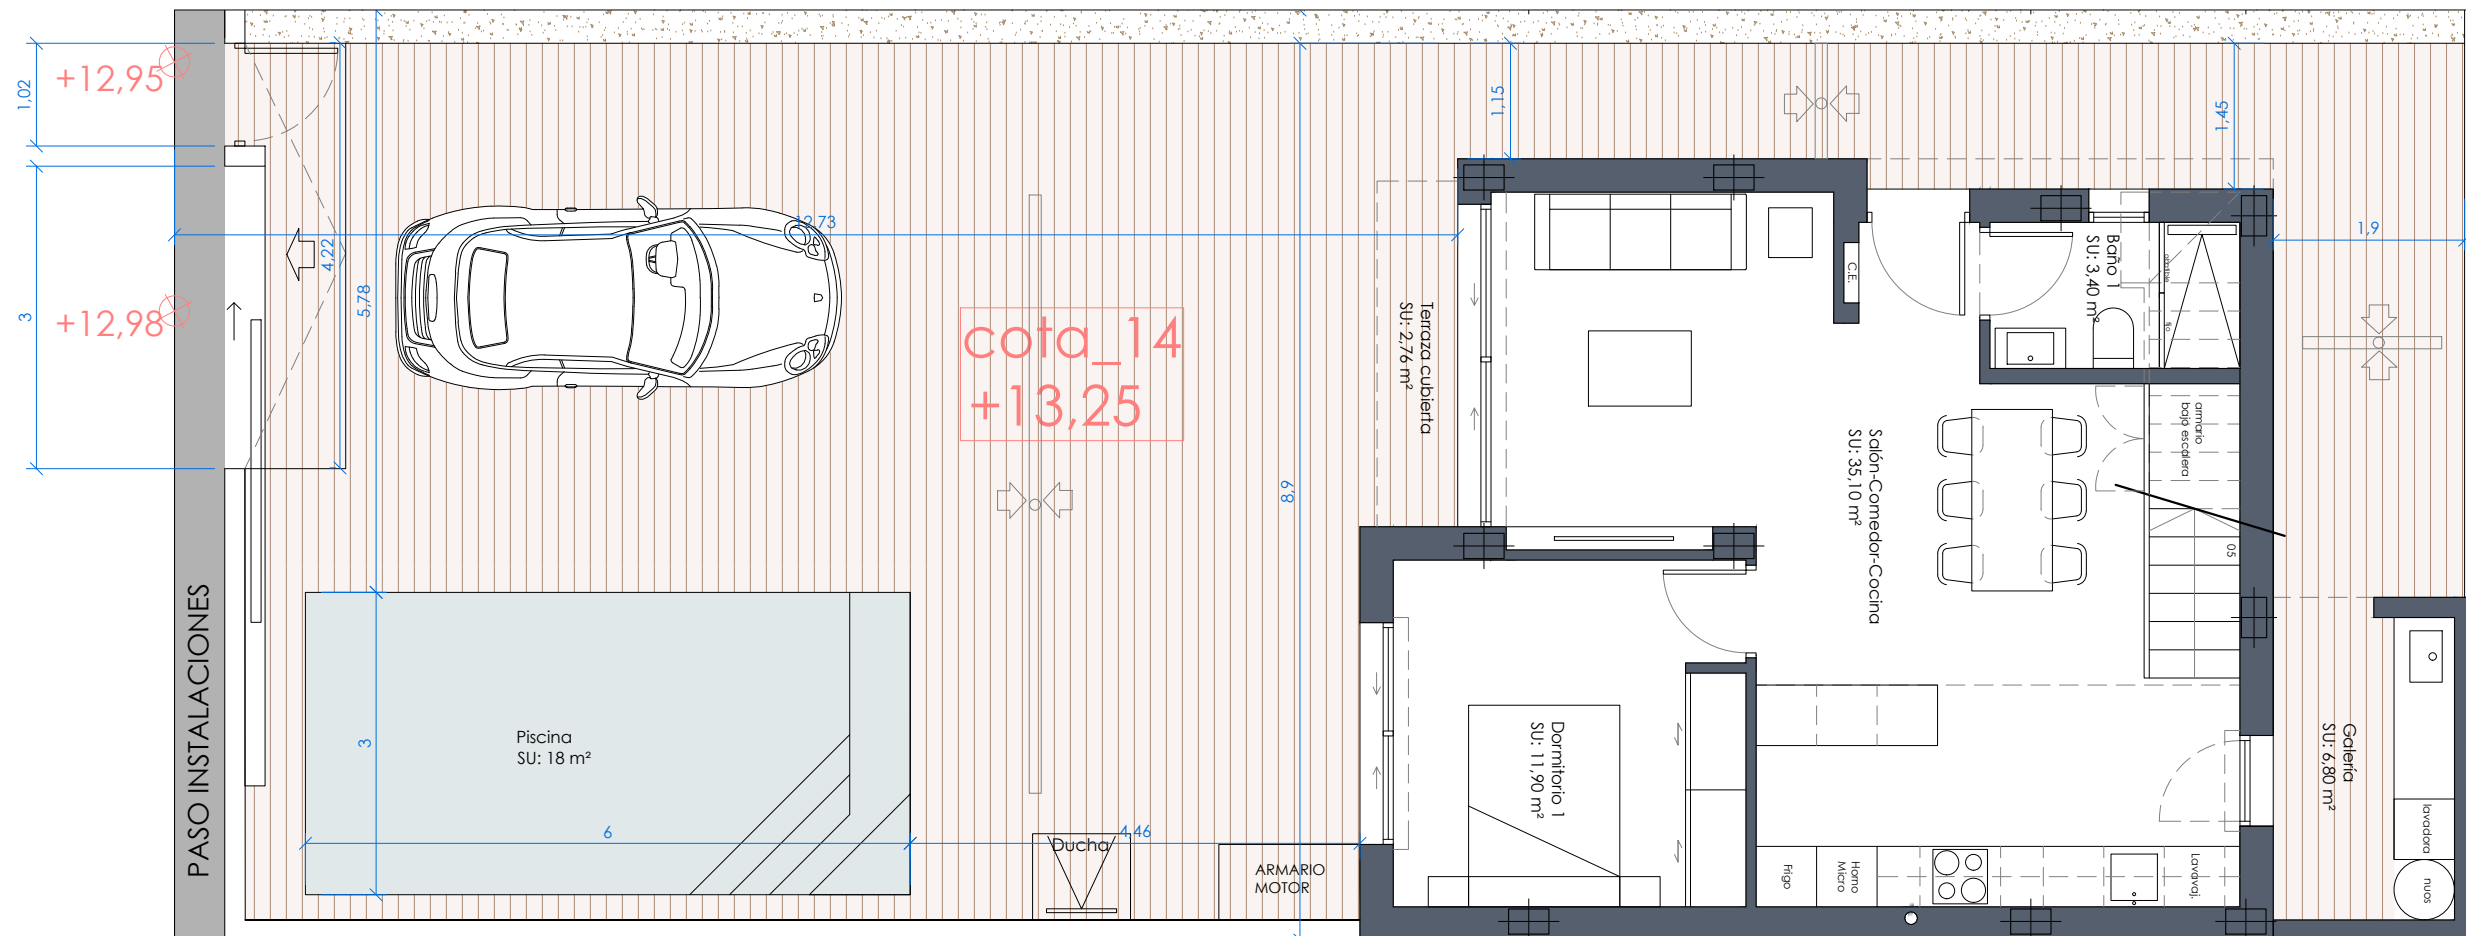 +12,95
1,02
+12,98
3
4,22
5,78
12,73
cota_14
+13,25
8,9
1,15
1,45
1,9
Terraza cubierta
SU: 2,76 m²
C.E.
Baño 1
SU: 3,40 m²
fijo
armario
bajo escalera
Salón-Comedor-Cocina
SU: 35,10 m²
05
PASO INSTALACIONES
Piscina
SU: 18 m²
3
6
4,46
Ducha
ARMARIO
MOTOR
Dormitorio 1
SU: 11,90 m²
Frigo
Horno
Micro
Lavavaj.
Galería
SU: 6,80 m²
lavadora
nuos